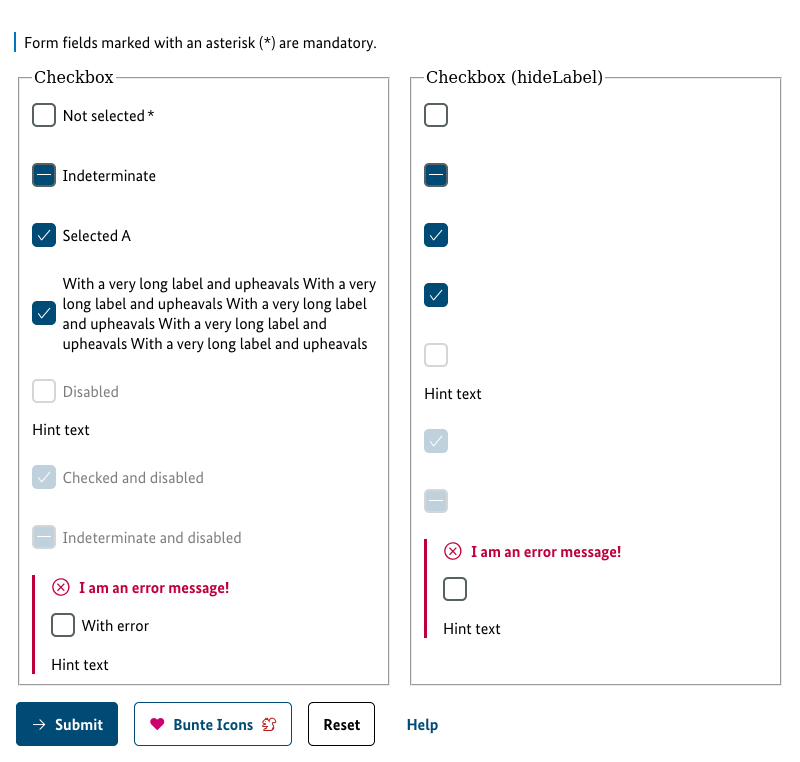 Form fields marked with an asterisk (*) are mandatory.
Checkbox
Not selected *
Indeterminate
Selected A
With a very long label and upheavals With a very
long label and upheavals With a very long label
and upheavals With a very long label and
upheavals With a very long label and upheavals
Disabled
Hint text
Checked and disabled
Indeterminate and disabled
I am an error message!
With error
Hint text
Checkbox (hideLabel)
Hint text
I am an error message!
Hint text
Submit
Bunte Icons
Reset
Help